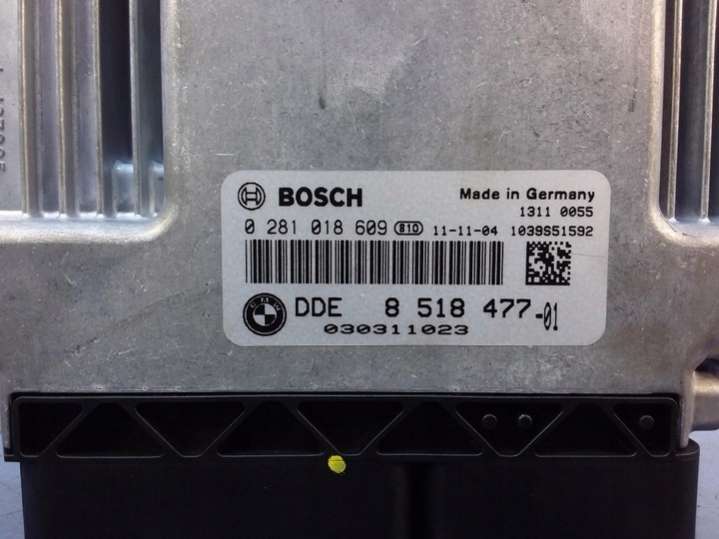 BOSCH
Made in Germany
1311 0055
0 281 018 609 810 11-11-04 1039S51592
DDE 8 518 477-01
030311023